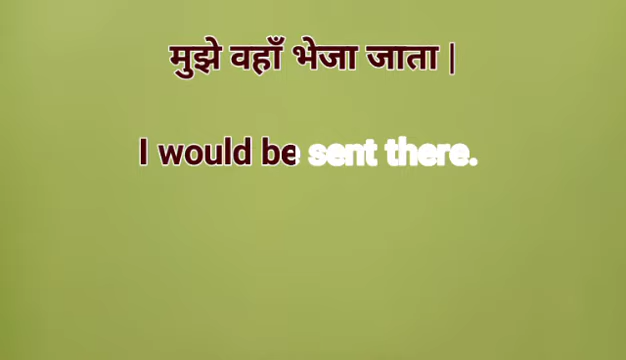 मुझे वहाँ भेजा जाता |
I would be sent there.